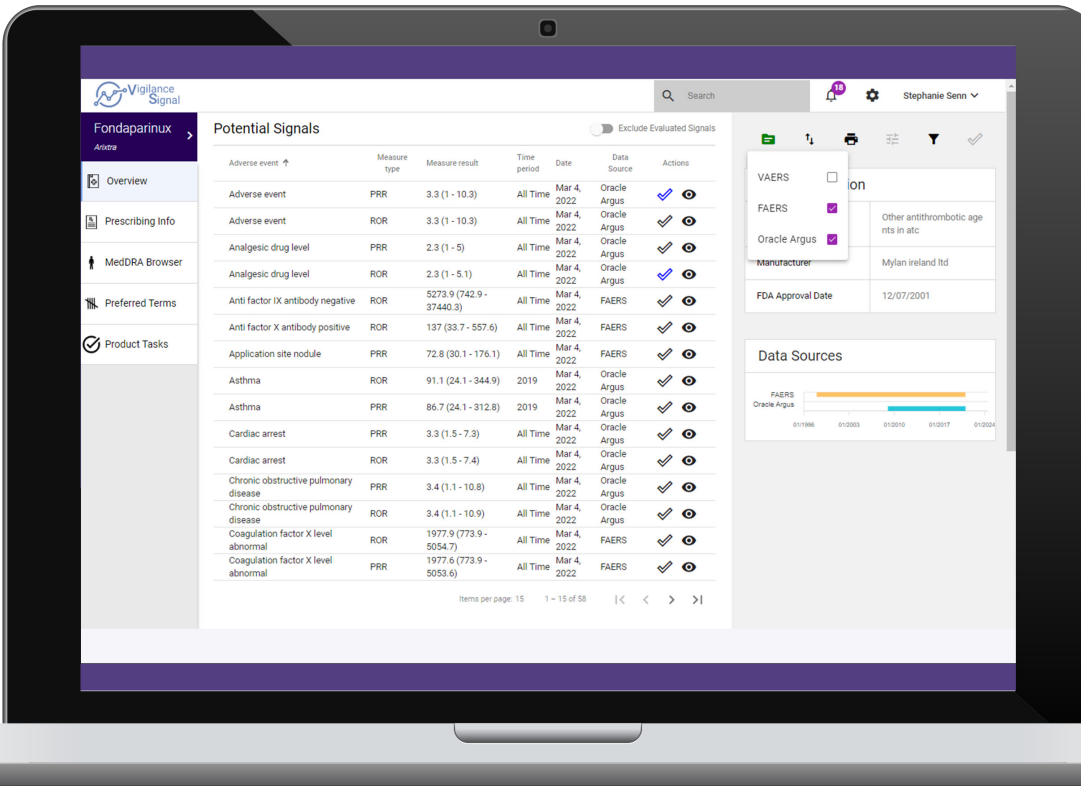 Vigilance
Signal
Search
18
Stephanie Senn
Fondaparinux
Arixtra
Overview
Prescribing Info
MedDRA Browser
Preferred Terms
Product Tasks
Potential Signals
Exclude Evaluated Signals
Adverse event Measure type Measure result Time period Date Data Source Actions
Adverse event PRR 3.3 (1 - 10.3) All Time Mar 4, 2022 Oracle Argus
Adverse event ROR 3.3 (1 - 10.3) All Time Mar 4, 2022 Oracle Argus
Analgesic drug level PRR 2.3 (1 - 5) All Time Mar 4, 2022 Oracle Argus
Analgesic drug level ROR 2.3 (1 - 5.1) All Time Mar 4, 2022 Oracle Argus
Anti factor IX antibody negative ROR 5273.9 (742.9 - 37440.3) All Time Mar 4, 2022 FAERS
Anti factor X antibody positive ROR 137 (33.7 - 557.6) All Time Mar 4, 2022 FAERS
Application site nodule PRR 72.8 (30.1 - 176.1) All Time Mar 4, 2022 FAERS
Asthma ROR 91.1 (24.1 - 344.9) 2019 Mar 4, 2022 Oracle Argus
Asthma PRR 86.7 (24.1 - 312.8) 2019 Mar 4, 2022 Oracle Argus
Cardiac arrest PRR 3.3 (1.5 - 7.3) All Time Mar 4, 2022 Oracle Argus
Cardiac arrest ROR 3.3 (1.5 - 7.4) All Time Mar 4, 2022 Oracle Argus
Chronic obstructive pulmonary disease PRR 3.4 (1.1 - 10.8) All Time Mar 4, 2022 Oracle Argus
Chronic obstructive pulmonary disease ROR 3.4 (1.1 - 10.9) All Time Mar 4, 2022 Oracle Argus
Coagulation factor X level abnormal ROR 1977.9 (773.9 - 5054.7) All Time Mar 4, 2022 FAERS
Coagulation factor X level abnormal PRR 1977.6 (773.9 - 5053.6) All Time Mar 4, 2022 FAERS
Items per page: 15 1 – 15 of 58
VAERS
FAERS
Oracle Argus
ion
Other antithrombotic age
nts in atc
Manufacturer Mylan ireland ltd
FDA Approval Date 12/07/2001
Data Sources
FAERS
Oracle Argus
01/1996 01/2003 01/2010 01/2017 01/2024